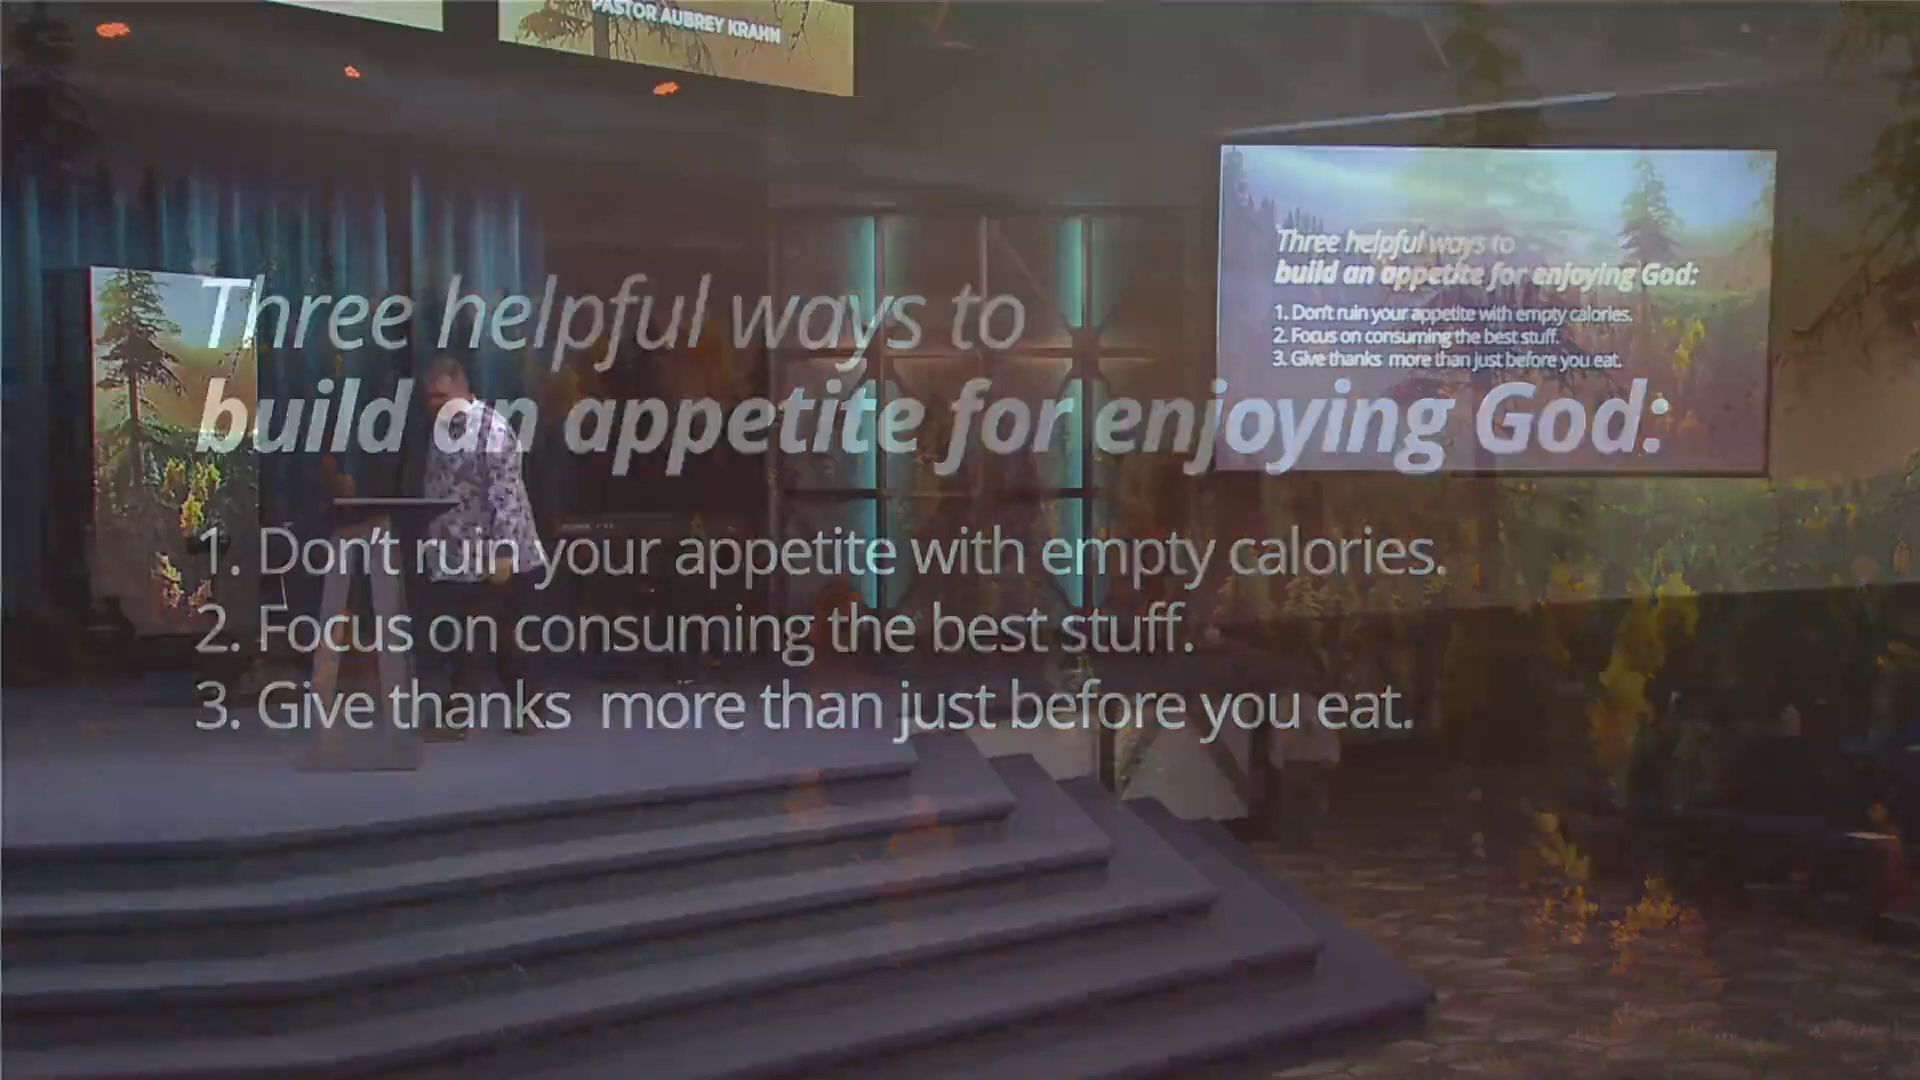 PASTOR AUBREY KRAHN
Three helpful ways to
build an appetite for enjoying God:
1. Don't ruin your appetite with empty calories.
2. Focus on consuming the best stuff.
3. Give thanks  more than just before you eat.
Three helpful ways to
build an appetite for enjoying God:
1. Don’t ruin your appetite with empty calories.
2. Focus on consuming the best stuff.
3. Give thanks  more than just before you eat.